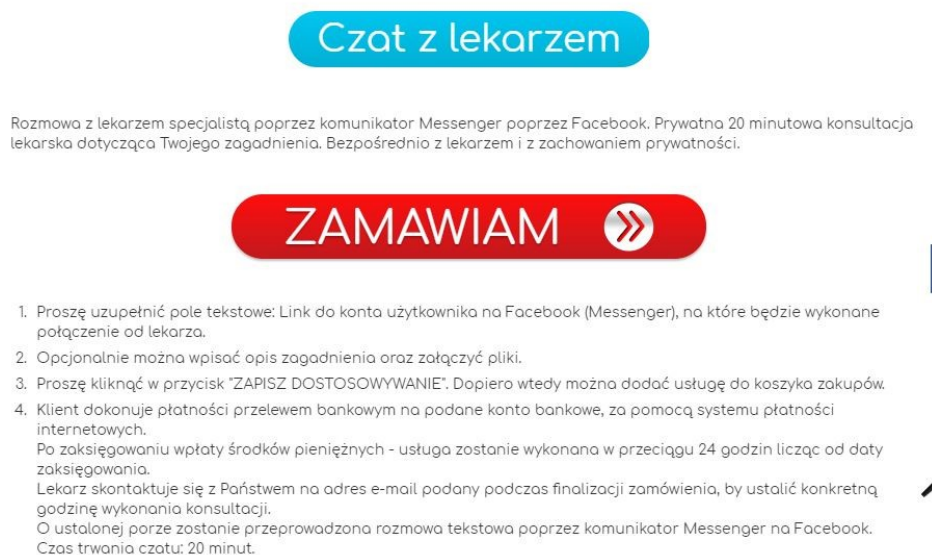 Czat z lekarzem
Rozmowa z lekarzem specjalistą poprzez komunikator Messenger poprzez Facebook. Prywatna 20 minutowa konsultacja
lekarska dotycząca Twojego zagadnienia. Bezpośrednio z lekarzem i z zachowaniem prywatności.
ZAMAWIAM
1. Proszę uzupełnić pole tekstowe: Link do konta użytkownika na Facebook (Messenger), na które będzie wykonane
połączenie od lekarza.
2. Opcjonalnie można wpisać opis zagadnienia oraz załączyć pliki.
3. Proszę kliknąć w przycisk "ZAPISZ DOSTOSOWYWANIE". Dopiero wtedy można dodać usługę do koszyka zakupów.
4. Klient dokonuje płatności przelewem bankowym na podane konto bankowe, za pomocą systemu płatności
internetowych.
Po zaksięgowaniu wpłaty środków pieniężnych - usługa zostanie wykonana w przeciągu 24 godzin licząc od daty
zaksięgowania.
Lekarz skontaktuje się z Państwem na adres e-mail podany podczas finalizacji zamówienia, by ustalić konkretną
godzinę wykonania konsultacji.
O ustalonej porze zostanie przeprowadzona rozmowa tekstowa poprzez komunikator Messenger na Facebook.
Czas trwania czatu: 20 minut.